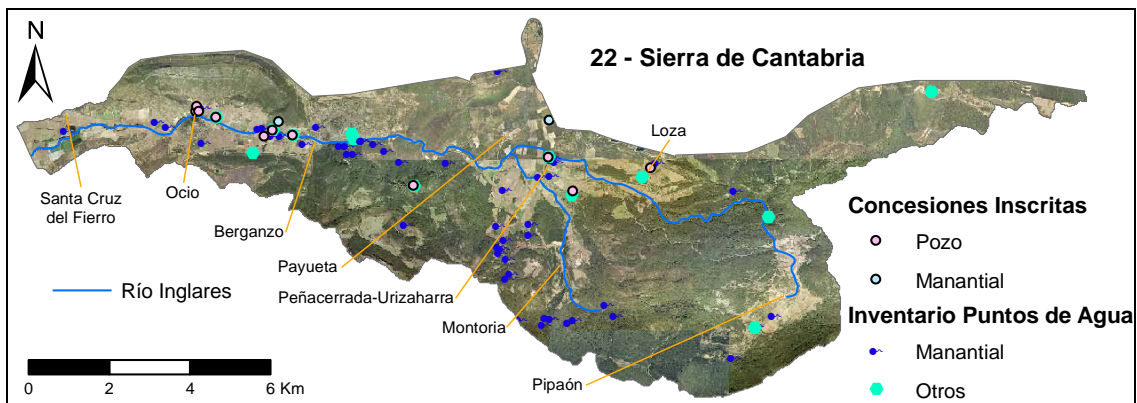 N
22 - Sierra de Cantabria
Loza
Santa Cruz
del Fierro
Ocio
Berganzo
Payueta
Peñacerrada-Urizaharra
Montoria
Pipaón
Río Inglares
0 2 4 6 Km
Concesiones Inscritas
Pozo
Manantial
Inventario Puntos de Agua
Manantial
Otros